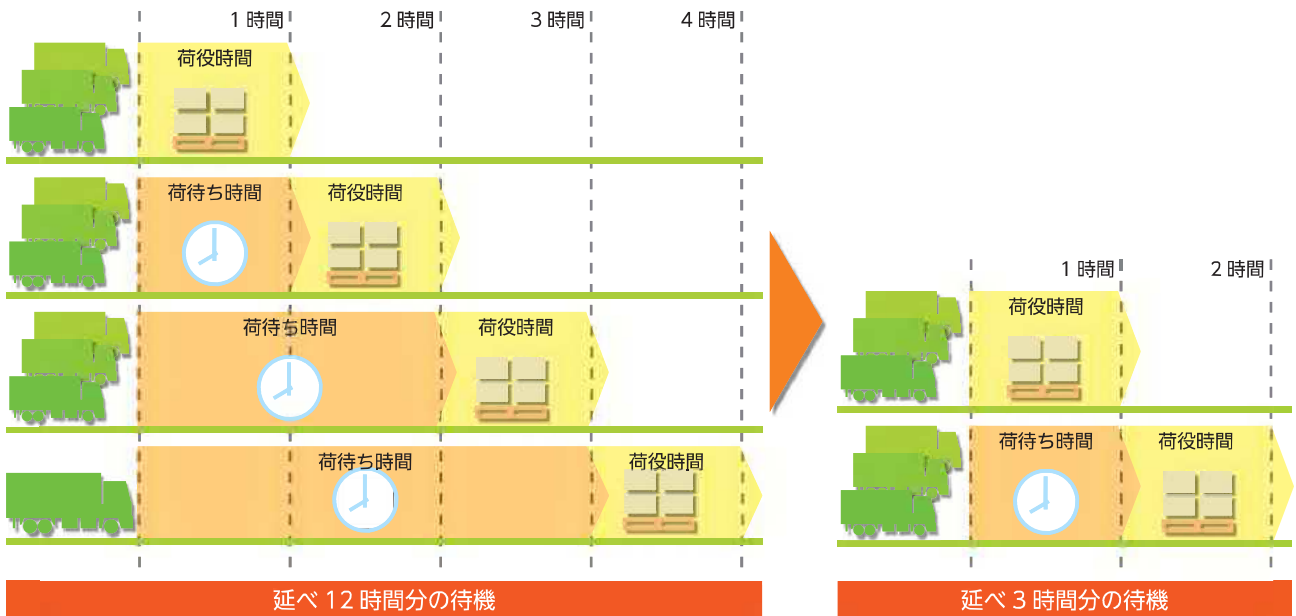 1 時間
2 時間
3 時間
4 時間
荷役時間
荷待ち時間
荷役時間
荷待ち時間
荷役時間
荷待ち時間
荷役時間
延べ 12 時間分の待機
1 時間
2 時間
荷役時間
荷待ち時間
荷役時間
延べ 3 時間分の待機